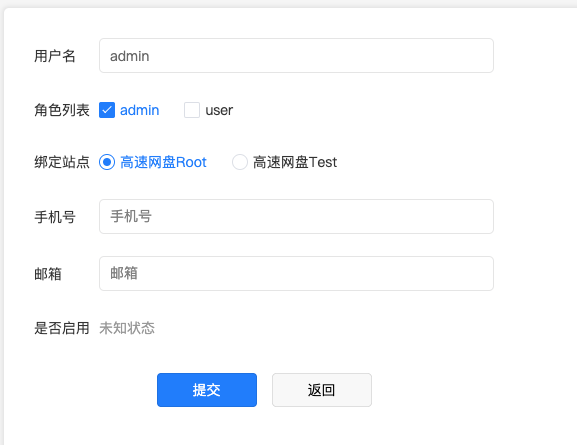 用户名 admin
角色列表 admin user
绑定站点 高速网盘Root 高速网盘Test
手机号 手机号
邮箱 邮箱
是否启用 未知状态
提交 返回